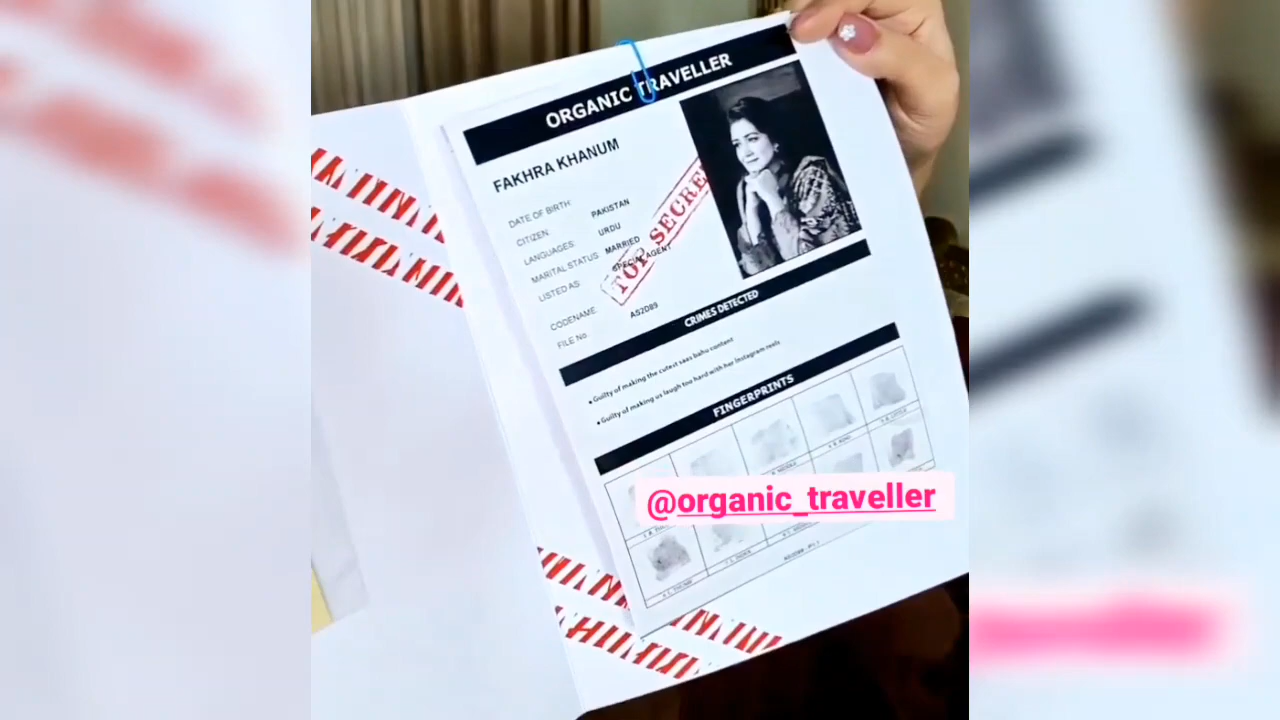 ORGANIC TRAVELLER
FAKHRA KHANUM
DATE OF BIRTH:
CITIZEN: PAKISTAN
LANGUAGES: URDU
MARITAL STATUS: MARRIED
LISTED AS: SPECIAL AGENT
CODENAME:
FILE No. AS2089
TOP SECRE
CRIMES DETECTED
• Guilty of making the cutest saas bahu content
• Guilty of making us laugh too hard with her Instagram reels
FINGERPRINTS
@organic_traveller